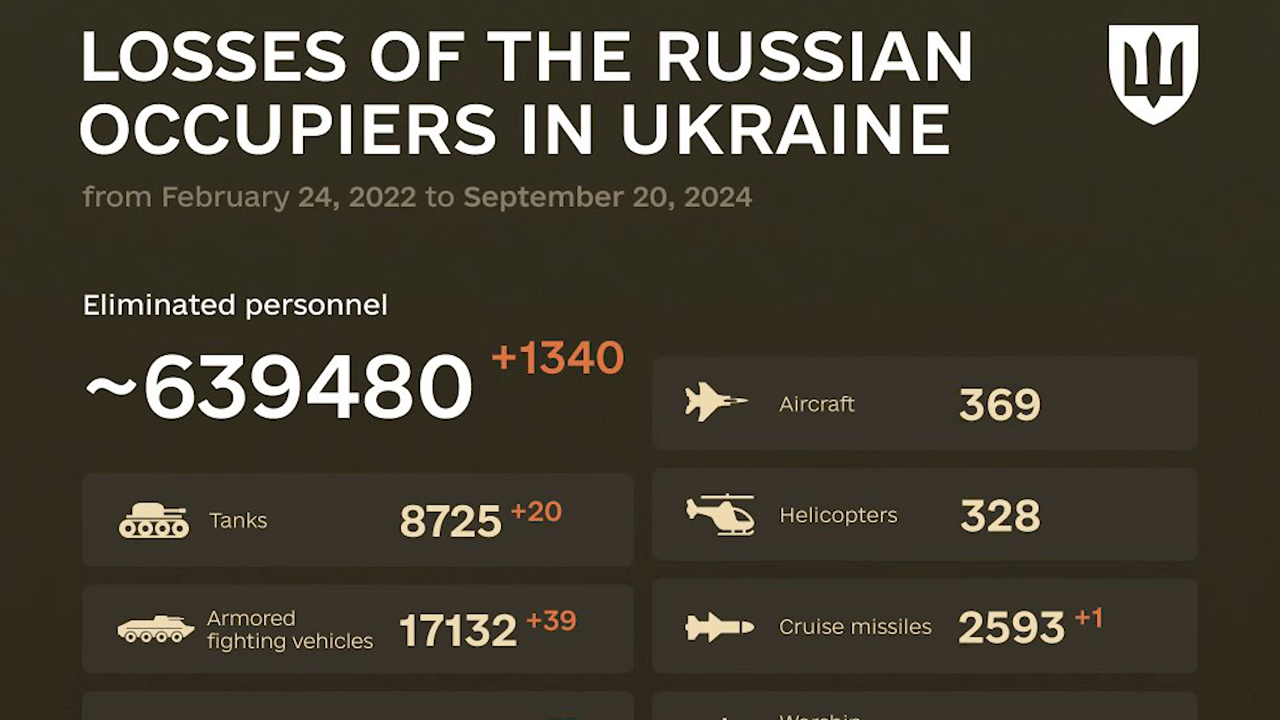 LOSSES OF THE RUSSIAN
OCCUPIERS IN UKRAINE
from February 24, 2022 to September 20, 2024
Eliminated personnel
~639480 +1340
Tanks 8725 +20
Armored
fighting vehicles 17132 +39
Aircraft 369
Helicopters 328
Cruise missiles 2593 +1